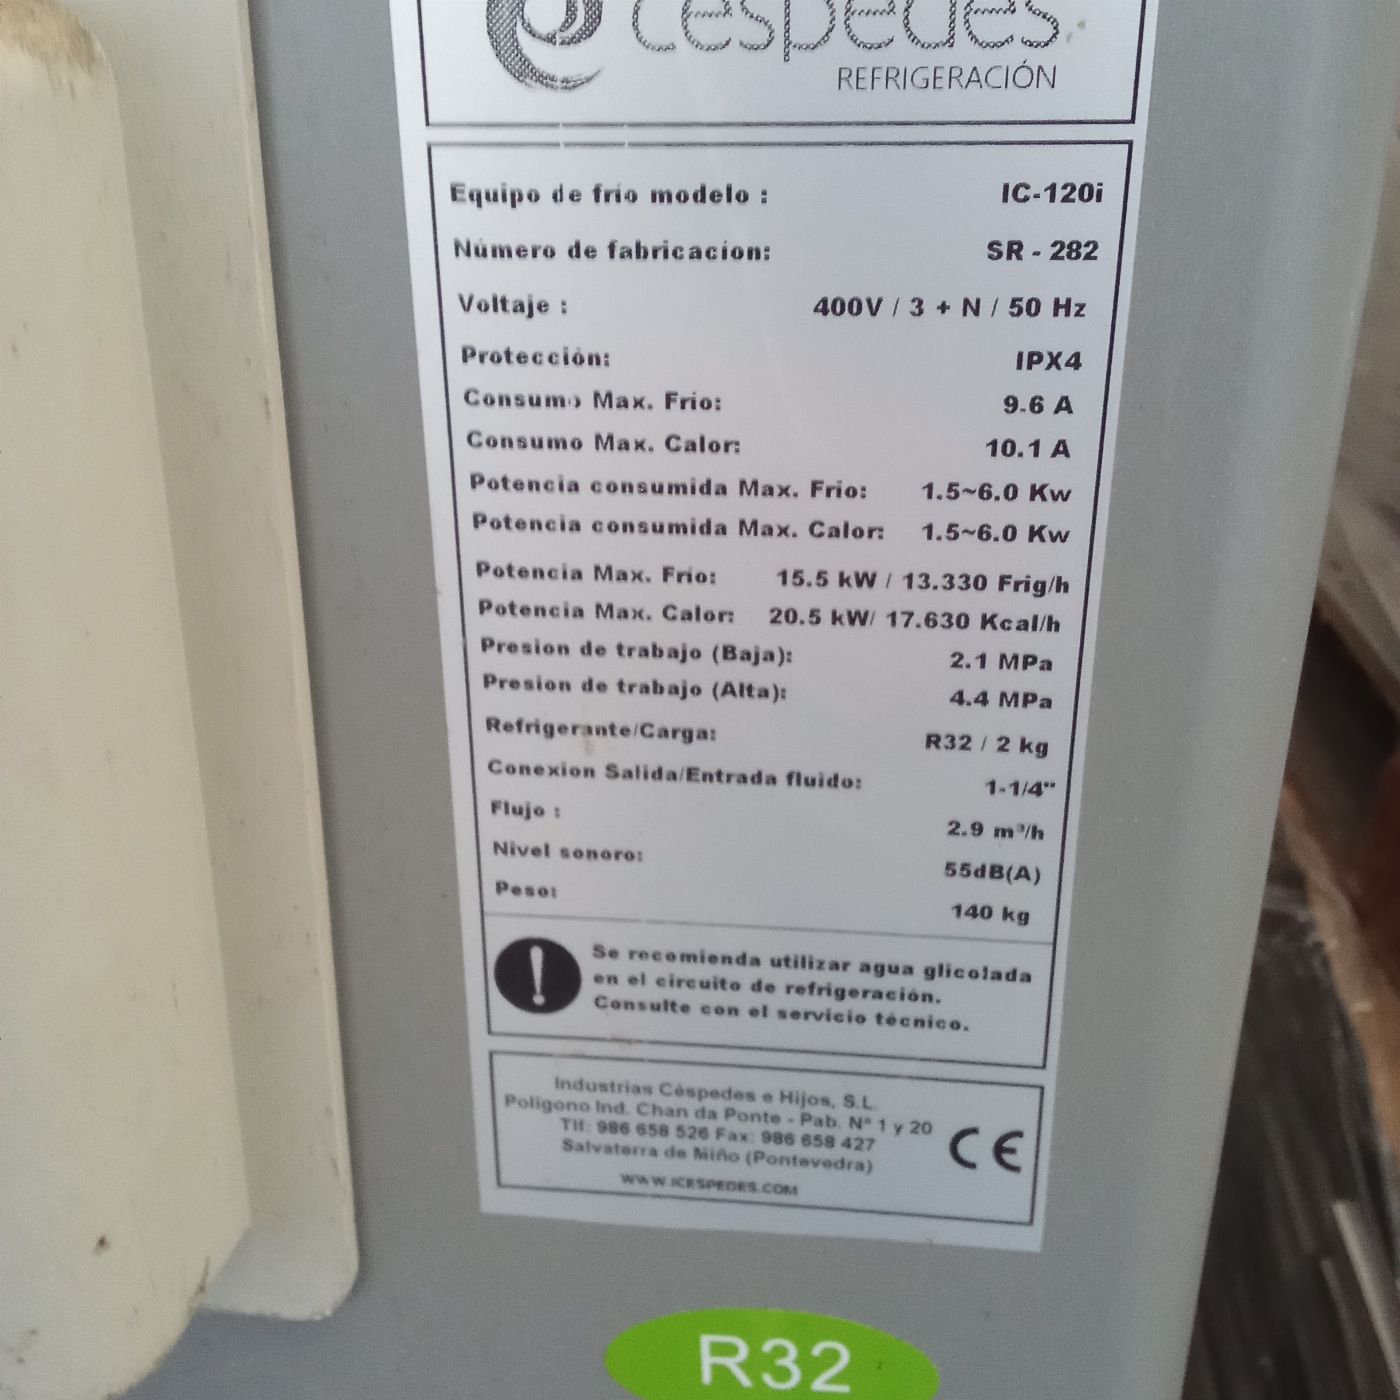 cespedes
REFRIGERACIÓN
Equipo de frio modelo : IC-120i
Número de fabricacion: SR - 282
Voltaje : 400V / 3 + N / 50 Hz
Protección: IPX4
Consumo Max. Frio: 9.6 A
Consumo Max. Calor: 10.1 A
Potencia consumida Max. Frio: 1.5~6.0 Kw
Potencia consumida Max. Calor: 1.5~6.0 Kw
Potencia Max. Frio: 15.5 kW / 13.330 Frig/h
Potencia Max. Calor: 20.5 kW/ 17.630 Kcal/h
Presion de trabajo (Baja): 2.1 MPa
Presion de trabajo (Alta): 4.4 MPa
Refrigerante/Carga: R32 / 2 kg
Conexion Salida/Entrada fluido: 1-1/4"
Flujo : 2.9 m³/h
Nivel sonoro: 55dB(A)
Peso: 140 kg
Se recomienda utilizar agua glicolada
en el circuito de refrigeración.
Consulte con el servicio técnico.
Industrias Céspedes e Hijos, S.L.
Poligono Ind. Chan da Ponte - Pab. Nº 1 y 20
Tlf: 986 658 526 Fax: 986 658 427
Salvaterra de Miño (Pontevedra)
WWW.ICESPEDES.COM
CE
R32